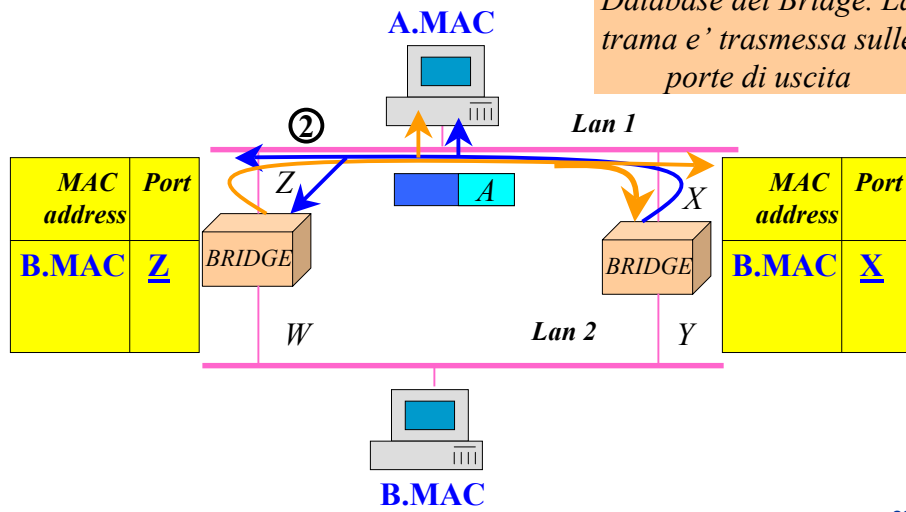 Database del Bridge. La
trama e’ trasmessa sulle
porte di uscita
A.MAC
2
Lan 1
MAC address Port
B.MAC Z
Z
A
X
MAC address Port
B.MAC X
BRIDGE
BRIDGE
W
Lan 2
Y
B.MAC